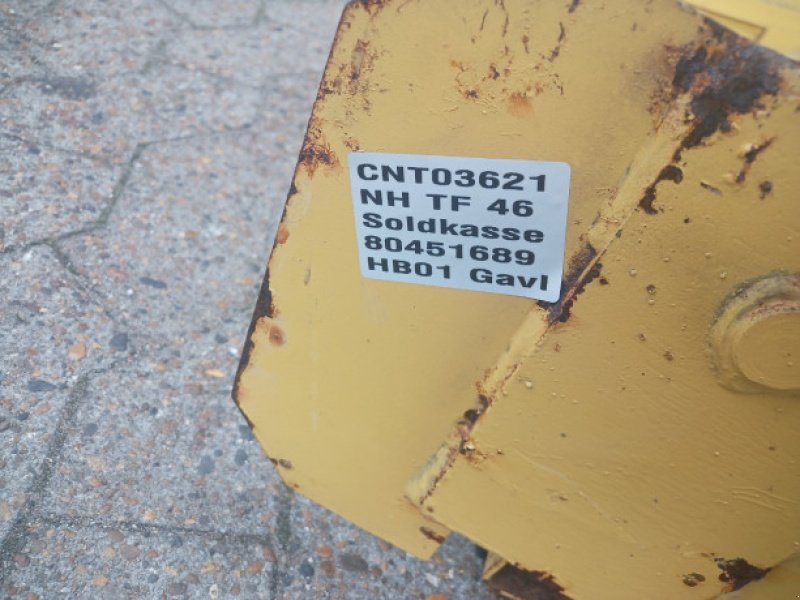 CNT03621
NH TF 46
Soldkasse
80451689
HB01 Gavl